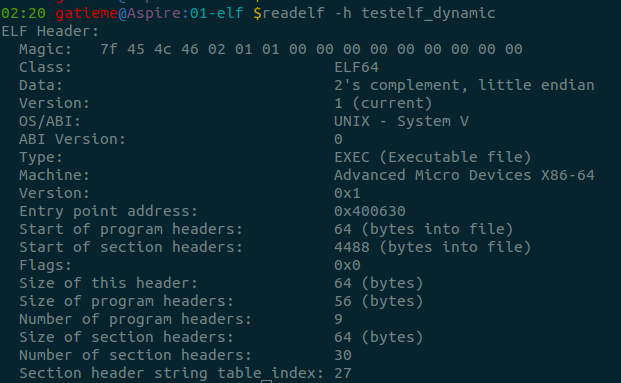 02:20 gatieme@Aspire:01-elf $readelf -h testelf_dynamic
ELF Header:
  Magic:   7f 45 4c 46 02 01 01 00 00 00 00 00 00 00 00 00
  Class:                             ELF64
  Data:                              2's complement, little endian
  Version:                           1 (current)
  OS/ABI:                            UNIX - System V
  ABI Version:                       0
  Type:                              EXEC (Executable file)
  Machine:                           Advanced Micro Devices X86-64
  Version:                           0x1
  Entry point address:               0x400630
  Start of program headers:          64 (bytes into file)
  Start of section headers:          4488 (bytes into file)
  Flags:                             0x0
  Size of this header:               64 (bytes)
  Size of program headers:           56 (bytes)
  Number of program headers:         9
  Size of section headers:           64 (bytes)
  Number of section headers:         30
  Section header string table index: 27